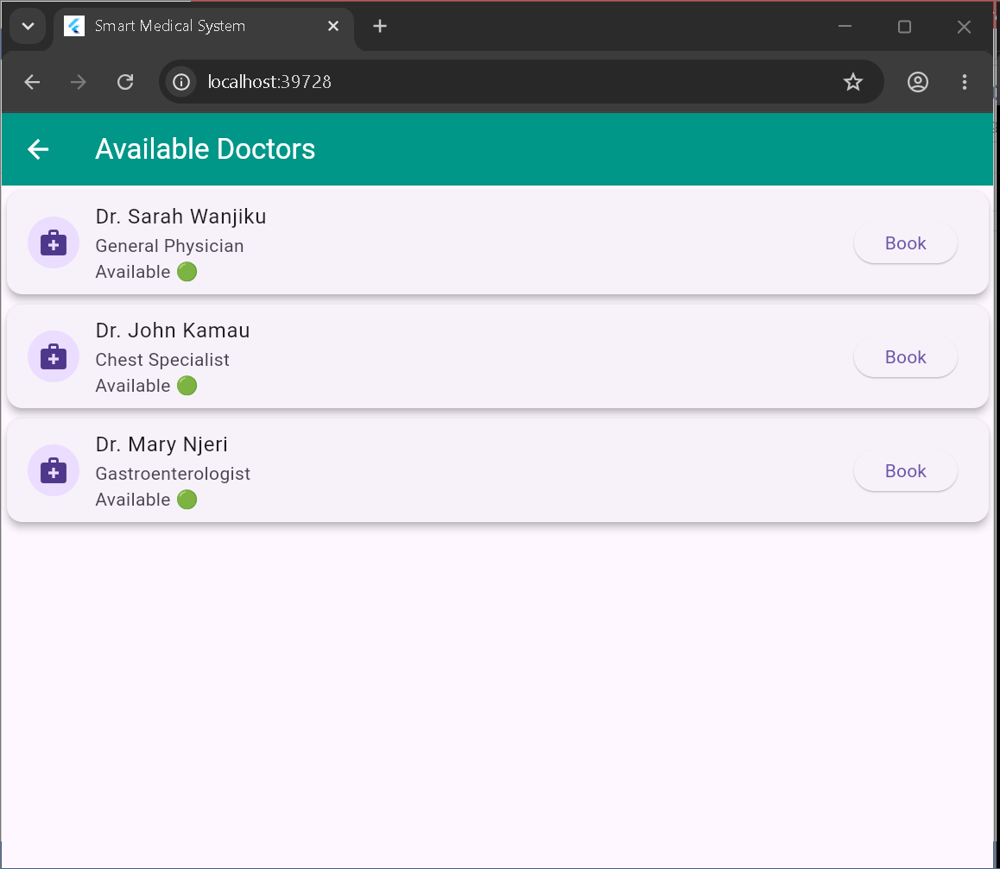 Smart Medical System
localhost:39728
Available Doctors
Dr. Sarah Wanjiku
General Physician
Available 🟢
Book
Dr. John Kamau
Chest Specialist
Available 🟢
Book
Dr. Mary Njeri
Gastroenterologist
Available 🟢
Book